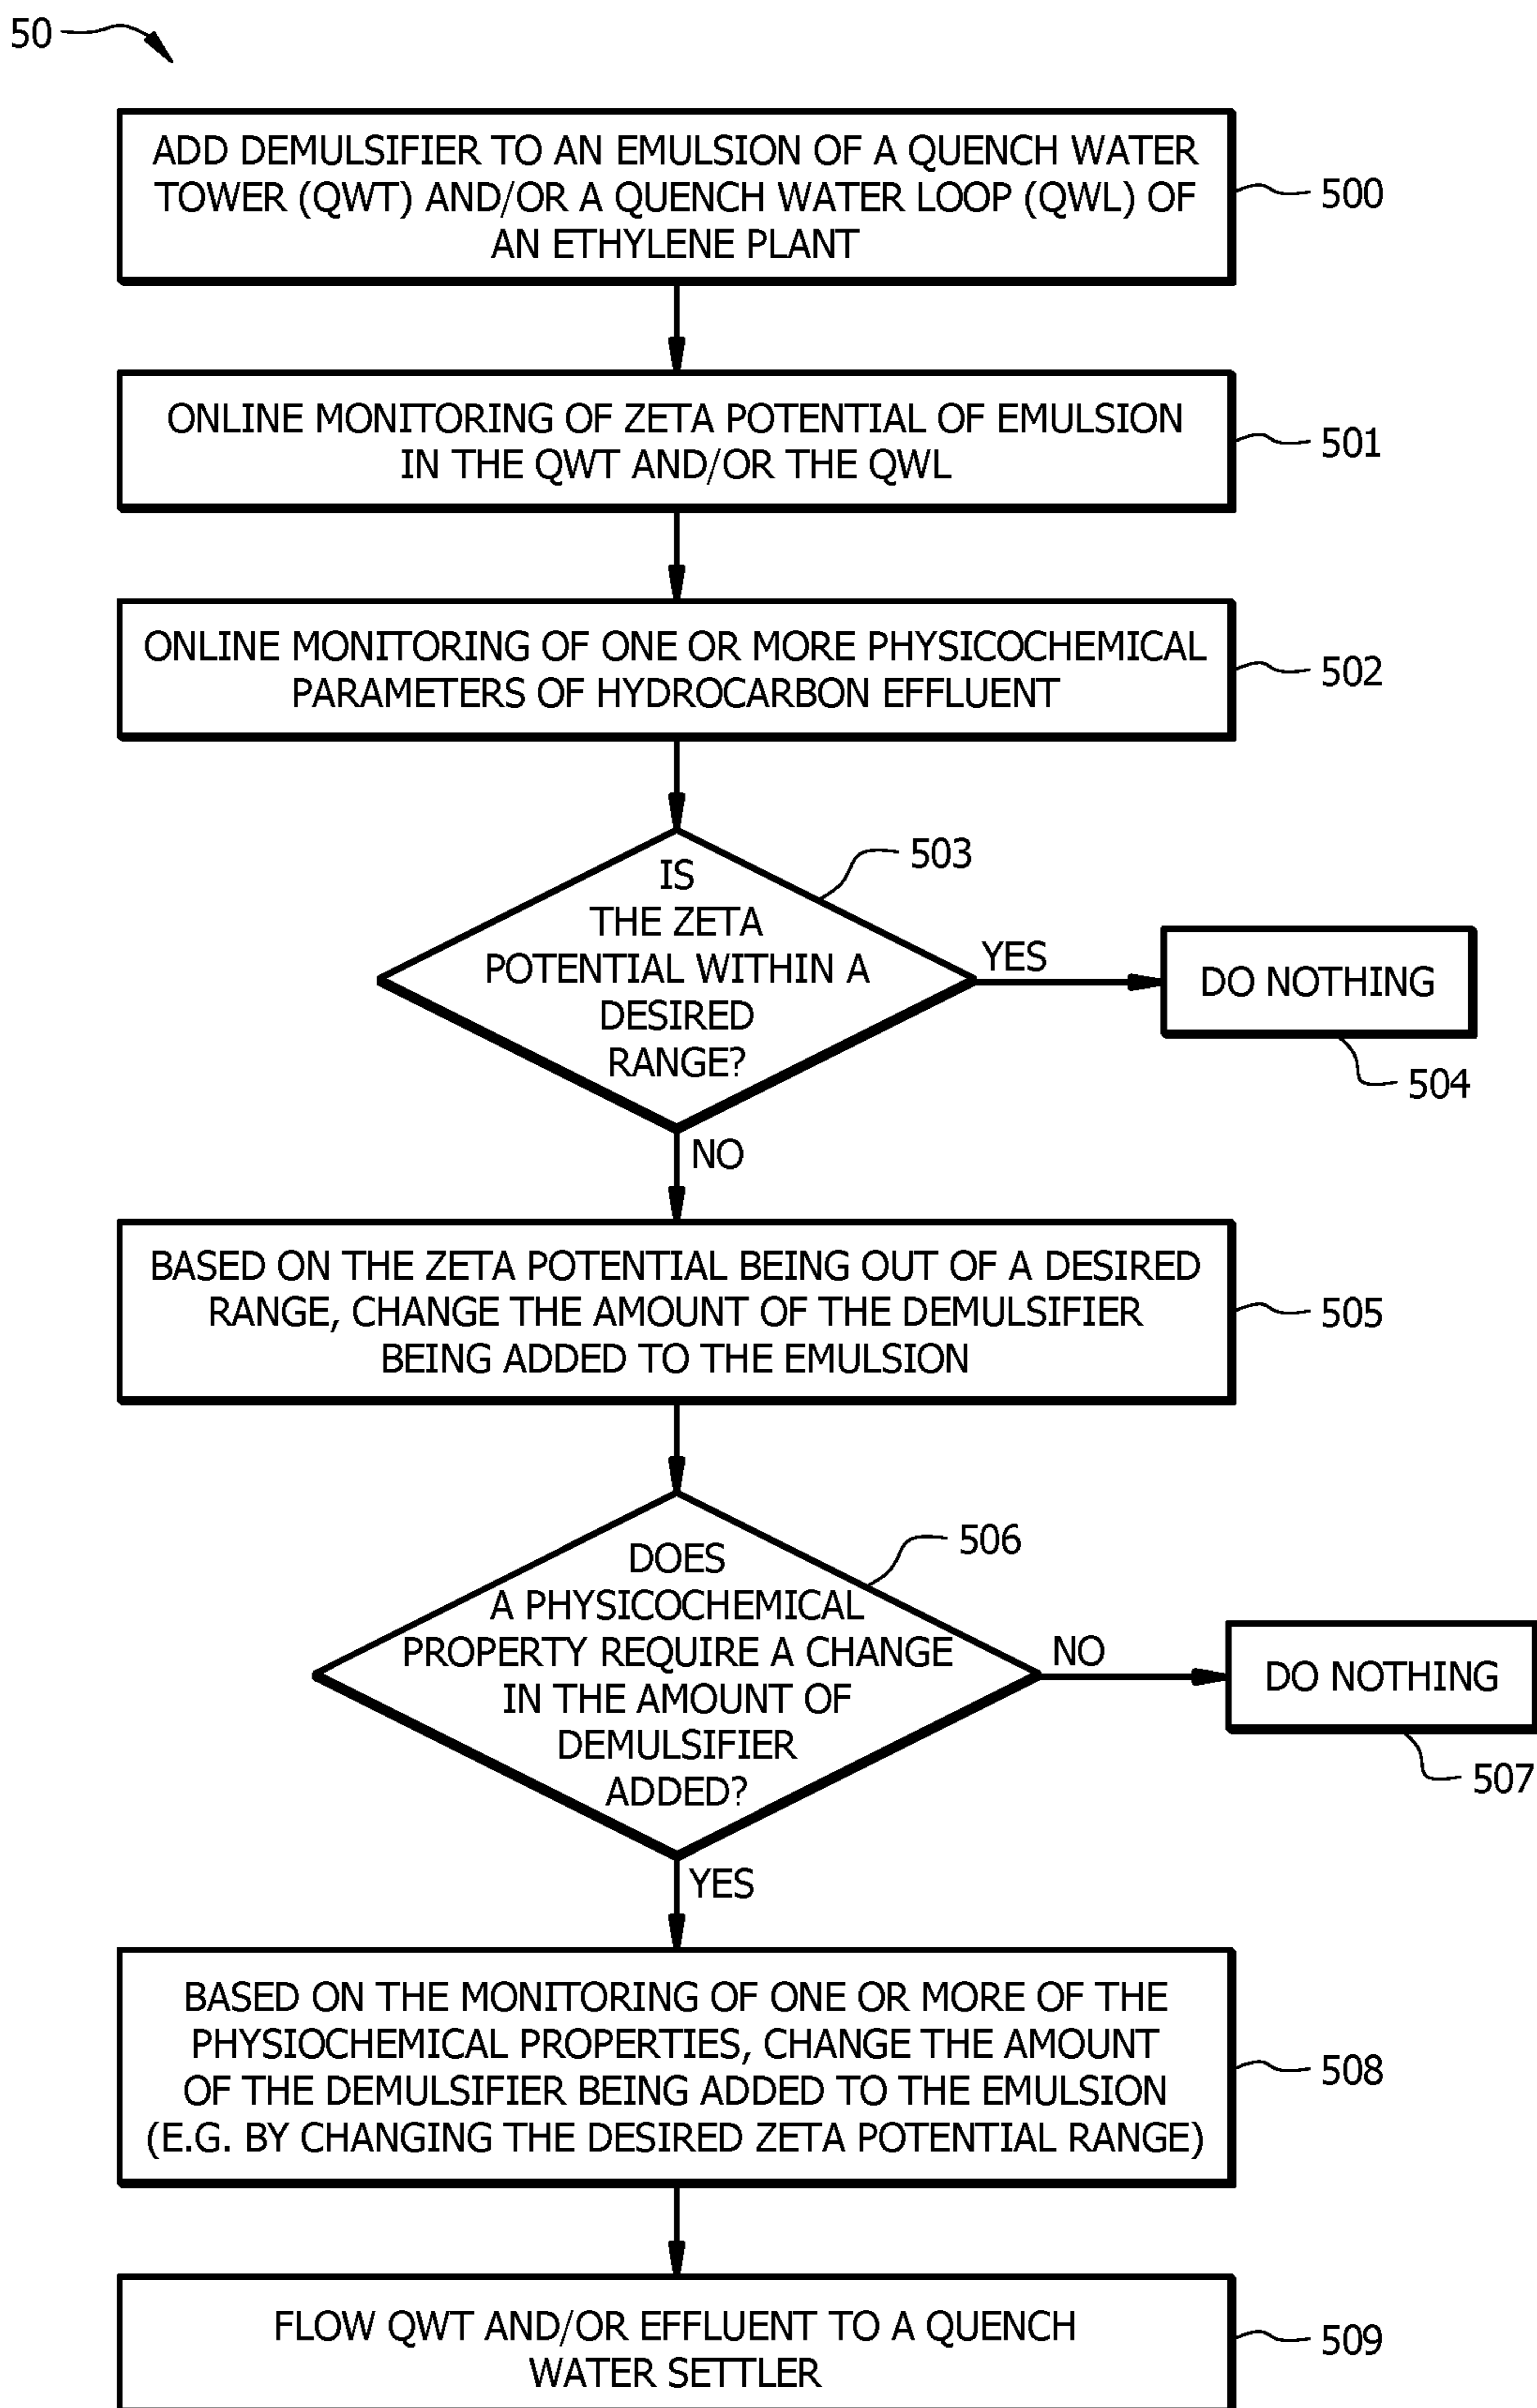 50
ADD DEMULSIFIER TO AN EMULSION OF A QUENCH WATER
TOWER (QWT) AND/OR A QUENCH WATER LOOP (QWL) OF
AN ETHYLENE PLANT
500
ONLINE MONITORING OF ZETA POTENTIAL OF EMULSION
IN THE QWT AND/OR THE QWL
501
ONLINE MONITORING OF ONE OR MORE PHYSICOCHEMICAL
PARAMETERS OF HYDROCARBON EFFLUENT
502
IS
THE ZETA
POTENTIAL WITHIN A
DESIRED
RANGE?
503
YES
DO NOTHING
504
NO
BASED ON THE ZETA POTENTIAL BEING OUT OF A DESIRED
RANGE, CHANGE THE AMOUNT OF THE DEMULSIFIER
BEING ADDED TO THE EMULSION
505
DOES
A PHYSICOCHEMICAL
PROPERTY REQUIRE A CHANGE
IN THE AMOUNT OF
DEMULSIFIER
ADDED?
506
NO
DO NOTHING
507
YES
BASED ON THE MONITORING OF ONE OR MORE OF THE
PHYSIOCHEMICAL PROPERTIES, CHANGE THE AMOUNT
OF THE DEMULSIFIER BEING ADDED TO THE EMULSION
(E.G. BY CHANGING THE DESIRED ZETA POTENTIAL RANGE)
508
FLOW QWT AND/OR EFFLUENT TO A QUENCH
WATER SETTLER
509